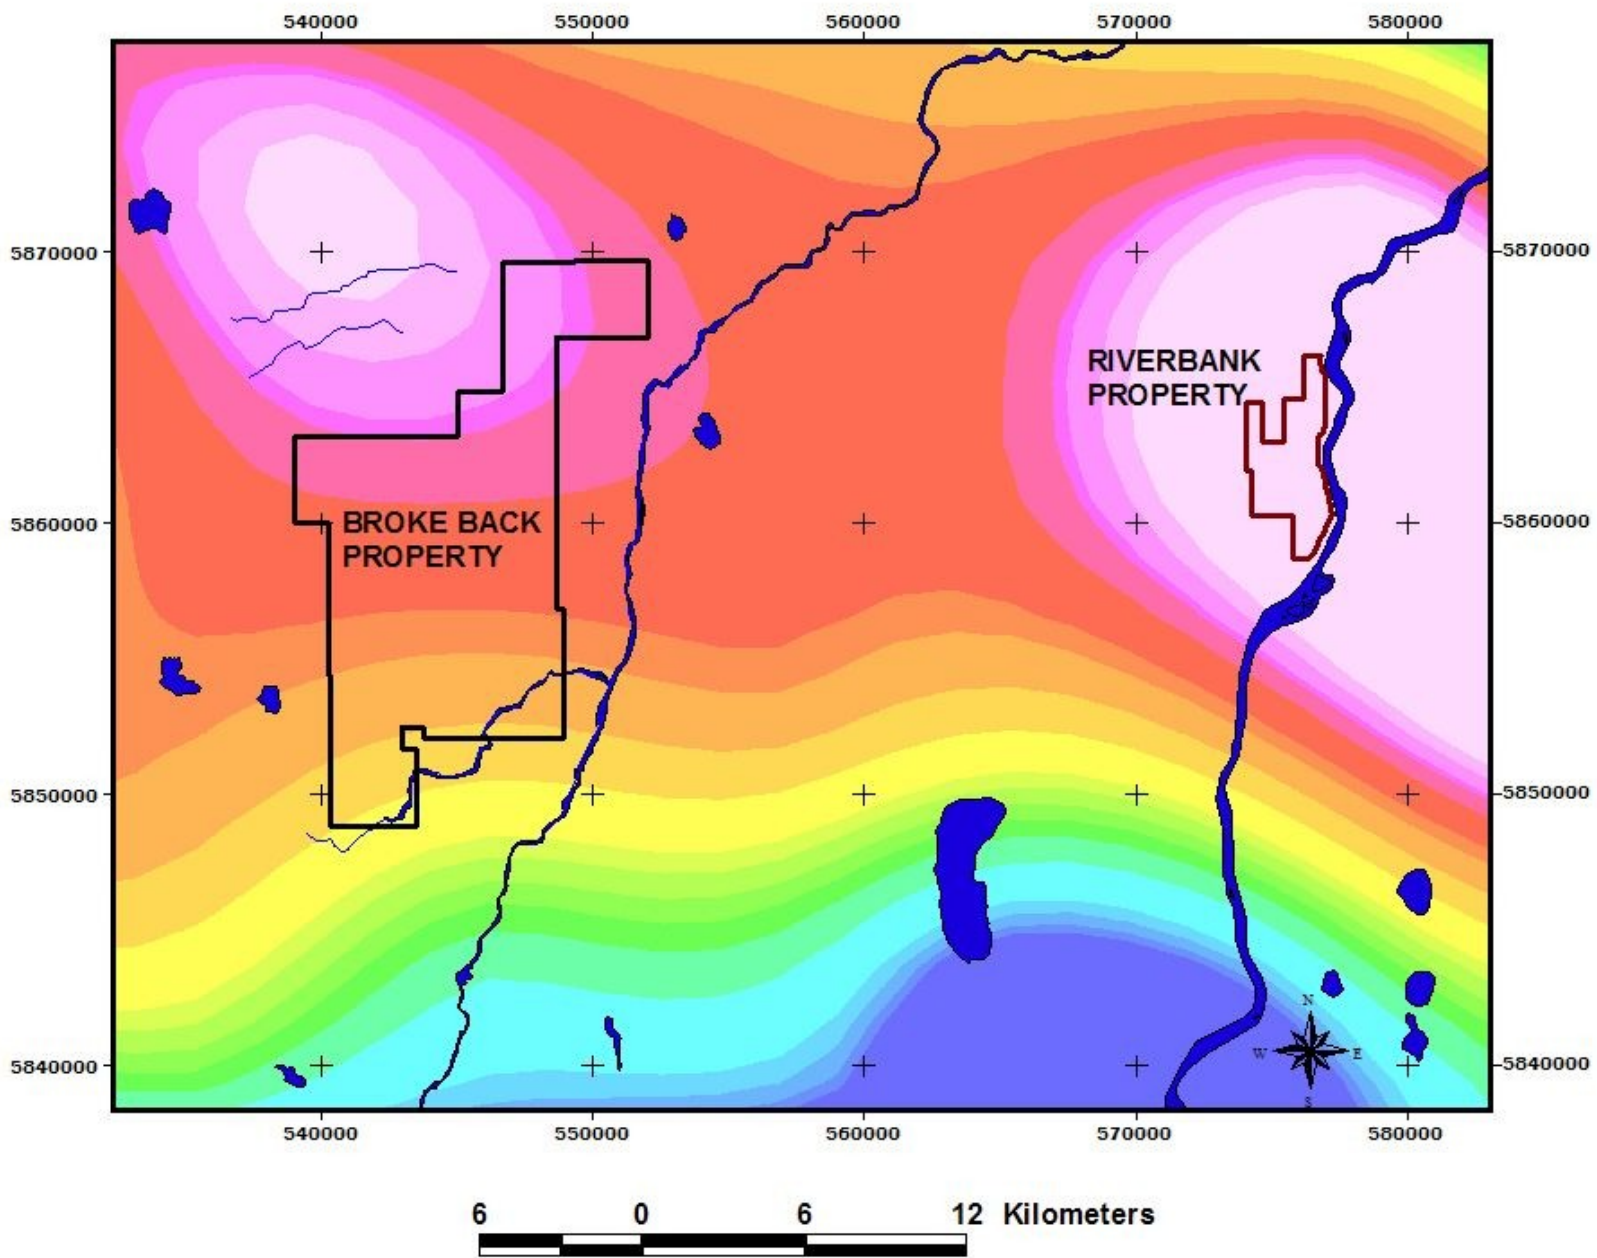 540000 550000 560000 570000 580000
5870000 5870000
RIVERBANK
PROPERTY
5860000 5860000
BROKE BACK
PROPERTY
5850000 5850000
N
W E
5840000 5840000
S
540000 550000 560000 570000 580000
6 0 6 12 Kilometers